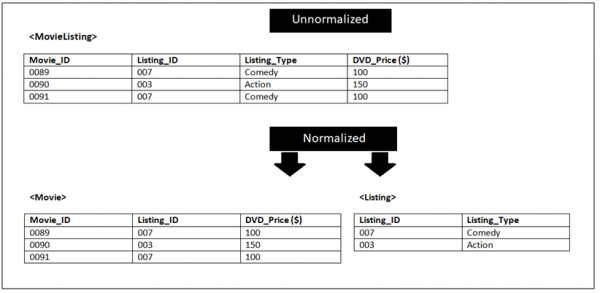 Unnormalized
<MovieListing>
Movie_ID Listing_ID Listing_Type DVD_Price ($)
0089 007 Comedy 100
0090 003 Action 150
0091 007 Comedy 100
Normalized
<Movie> <Listing>
Movie_ID Listing_ID DVD_Price ($) Listing_ID Listing_Type
0089 007 100 007 Comedy
0090 003 150 003 Action
0091 007 100